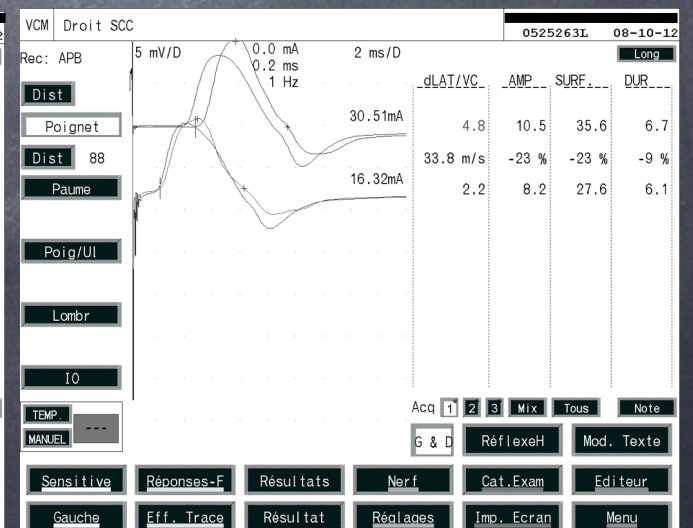 VCM Droit SCC
0525263L 08-10-12
Rec: APB
5 mV/D 0.0 mA 2 ms/D
0.2 ms
1 Hz
Long
dLAT/VC AMP SURF. DUR
Dist
Poignet
30.51mA 4.8 10.5 35.6 6.7
Dist 88
33.8 m/s -23 % -23 % -9 %
Paume
16.32mA 2.2 8.2 27.6 6.1
Poig/Ul
Lombr
IO
TEMP.
MANUEL
---
Acq 1 2 3 Mix Tous Note
G & D RéflexeH Mod. Texte
Sensitive Réponses-F Résultats Nerf Cat.Exam Editeur
Gauche Eff. Trace Résultat Réglages Imp. Ecran Menu